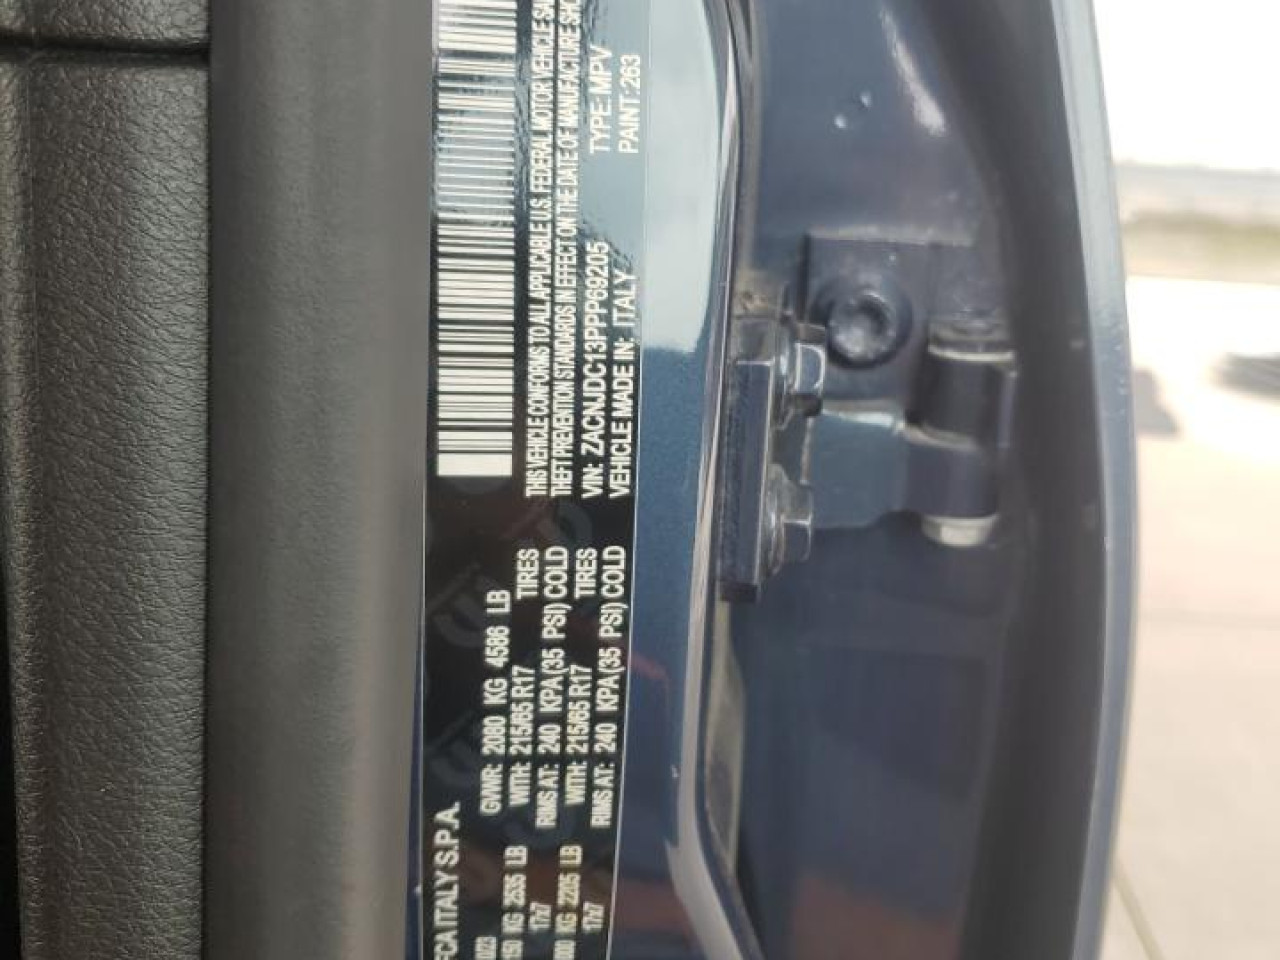 FCA ITALY S.P.A.
GVWR: 2080 KG 4586 LB
150 KG 2535 LB WITH: 215/65 R17 TIRES
17x7 RIMS AT: 240 KPA(35 PSI) COLD
000 KG 2205 LB WITH: 215/65 R17 TIRES
17x7 RIMS AT: 240 KPA(35 PSI) COLD
THIS VEHICLE CONFORMS TO ALL APPLICABLE U.S. FEDERAL MOTOR VEHICLE
THEFT PREVENTION STANDARDS IN EFFECT ON THE DATE OF MANUFACTURE
VIN: ZACNJDC13PPP69205 TYPE: MPV
VEHICLE MADE IN: ITALY PAINT: 263